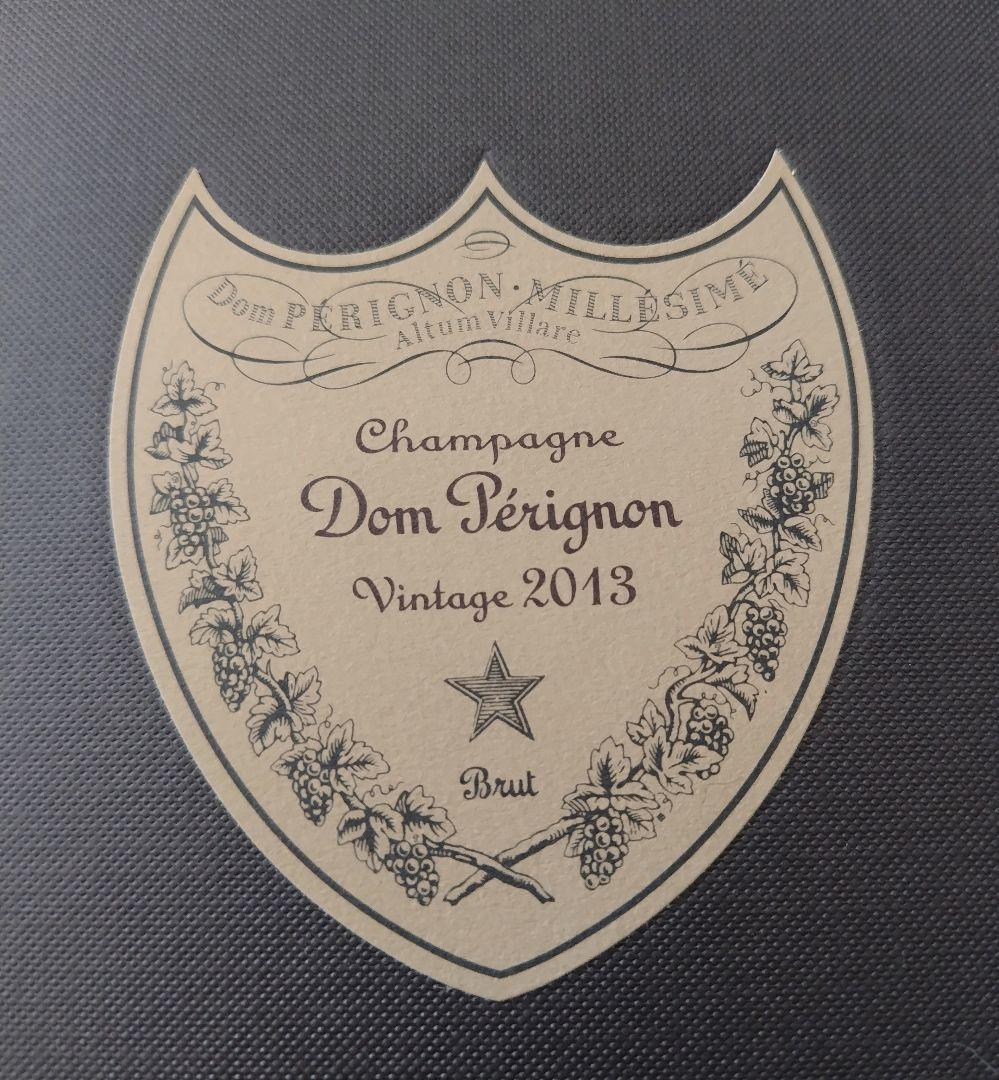 Dom PÉRIGNON · MILLÉSIMÉ
Altum Villare
Champagne
Dom Pérignon
Vintage 2013
Brut